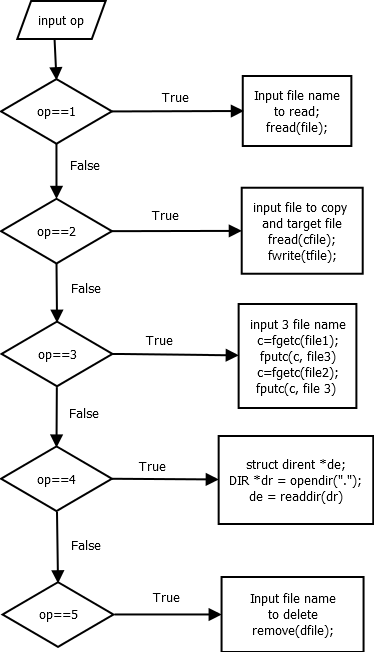 input op
op==1
True
Input file name
to read;
fread(file);
False
op==2
True
input file to copy
and target file
fread(cfile);
fwrite(tfile);
False
op==3
True
input 3 file name
c=fgetc(file1);
fputc(c, file3)
c=fgetc(file2);
fputc(c, file 3)
False
op==4
True
struct dirent *de;
DIR *dr = opendir(".");
de = readdir(dr)
False
op==5
True
Input file name
to delete
remove(dfile);